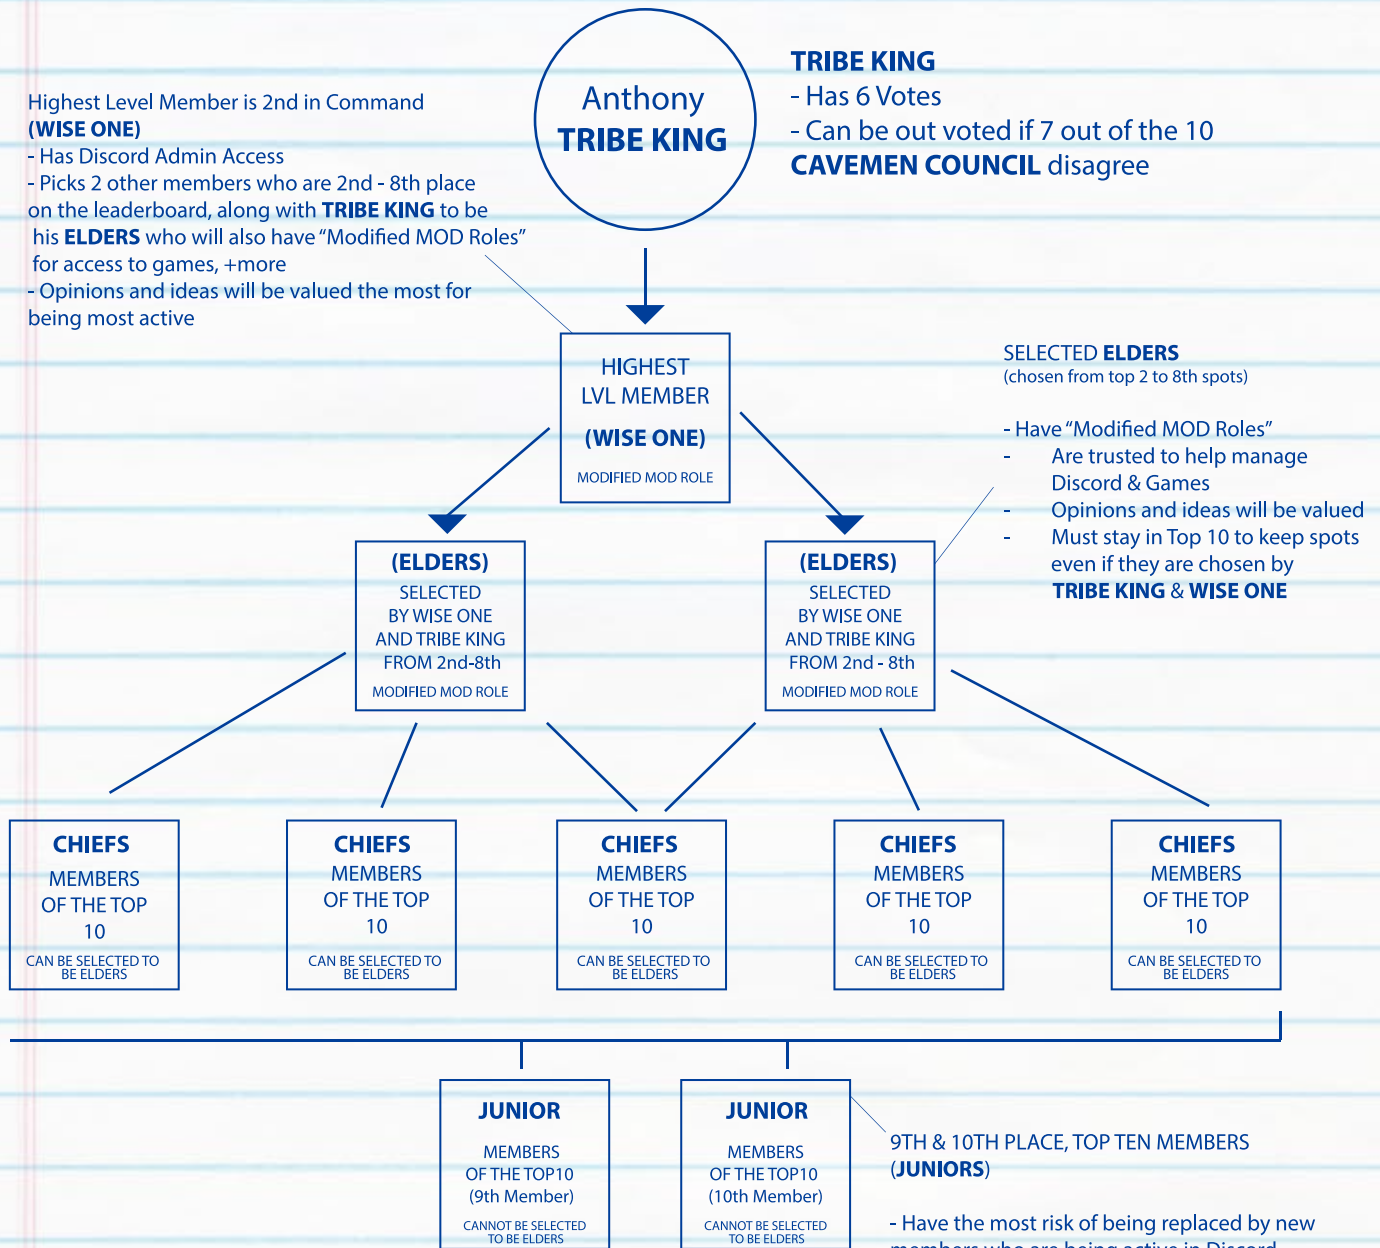 Anthony
TRIBE KING
TRIBE KING
- Has 6 Votes
- Can be out voted if 7 out of the 10
CAVEMEN COUNCIL disagree
Highest Level Member is 2nd in Command
(WISE ONE)
- Has Discord Admin Access
- Picks 2 other members who are 2nd - 8th place
on the leaderboard, along with TRIBE KING to be
his ELDERS who will also have "Modified MOD Roles"
for access to games, +more
- Opinions and ideas will be valued the most for
being most active
HIGHEST
LVL MEMBER
(WISE ONE)
MODIFIED MOD ROLE
SELECTED ELDERS
(chosen from top 2 to 8th spots)
- Have "Modified MOD Roles"
- Are trusted to help manage
Discord & Games
- Opinions and ideas will be valued
- Must stay in Top 10 to keep spots
even if they are chosen by
TRIBE KING & WISE ONE
(ELDERS)
SELECTED
BY WISE ONE
AND TRIBE KING
FROM 2nd-8th
MODIFIED MOD ROLE
(ELDERS)
SELECTED
BY WISE ONE
AND TRIBE KING
FROM 2nd - 8th
MODIFIED MOD ROLE
CHIEFS
MEMBERS
OF THE TOP
10
CAN BE SELECTED TO
BE ELDERS
CHIEFS
MEMBERS
OF THE TOP
10
CAN BE SELECTED TO
BE ELDERS
CHIEFS
MEMBERS
OF THE TOP
10
CAN BE SELECTED TO
BE ELDERS
CHIEFS
MEMBERS
OF THE TOP
10
CAN BE SELECTED TO
BE ELDERS
CHIEFS
MEMBERS
OF THE TOP
10
CAN BE SELECTED TO
BE ELDERS
JUNIOR
MEMBERS
OF THE TOP10
(9th Member)
CANNOT BE SELECTED
TO BE ELDERS
JUNIOR
MEMBERS
OF THE TOP10
(10th Member)
CANNOT BE SELECTED
TO BE ELDERS
9TH & 10TH PLACE, TOP TEN MEMBERS
(JUNIORS)
- Have the most risk of being replaced by new
members who are being active in Discord